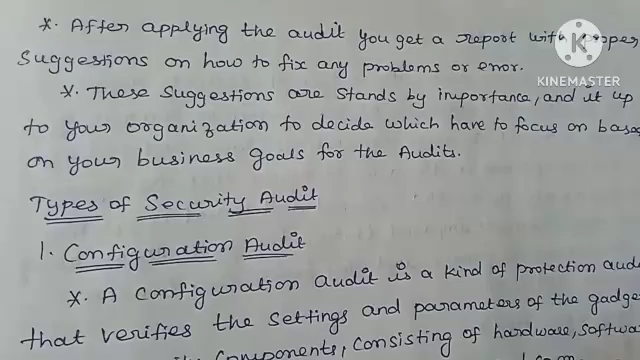 *. After applying the audit you get a report with proper
Suggestions on how to fix any problems or error.
*. These Suggestions are Stands by importance, and it up
to your organization to decide which have to focus on based
on your business goals for the Audits.
Types of Security Audit
1. Configuration Audit
*. A Configuration audit is a kind of protection audi
that verifies the Settings and parameters of the gadge
Components, Consisting of hardware, Softwa
KINEMASTER